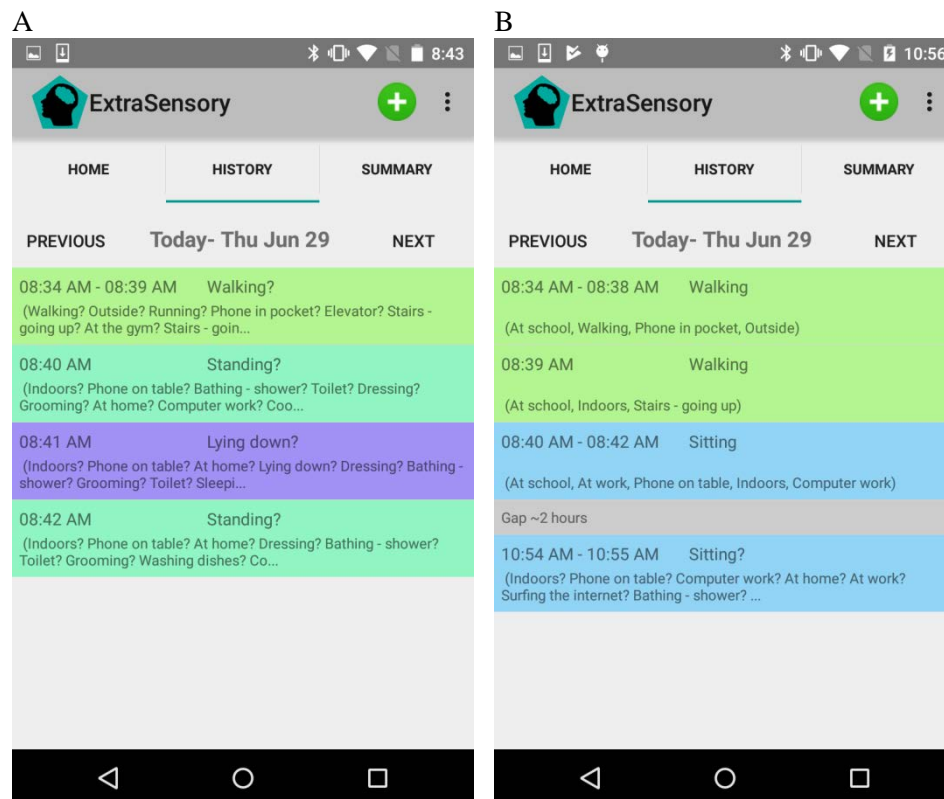 A
8:43
ExtraSensory
HOME HISTORY SUMMARY
PREVIOUS Today- Thu Jun 29 NEXT
08:34 AM - 08:39 AM Walking?
(Walking? Outside? Running? Phone in pocket? Elevator? Stairs -
going up? At the gym? Stairs - goin...
08:40 AM Standing?
(Indoors? Phone on table? Bathing - shower? Toilet? Dressing?
Grooming? At home? Computer work? Coo...
08:41 AM Lying down?
(Indoors? Phone on table? At home? Lying down? Dressing? Bathing -
shower? Grooming? Toilet? Sleepi...
08:42 AM Standing?
(Indoors? Phone on table? At home? Dressing? Bathing - shower?
Toilet? Grooming? Washing dishes? Co...
B
10:56
ExtraSensory
HOME HISTORY SUMMARY
PREVIOUS Today- Thu Jun 29 NEXT
08:34 AM - 08:38 AM Walking
(At school, Walking, Phone in pocket, Outside)
08:39 AM Walking
(At school, Indoors, Stairs - going up)
08:40 AM - 08:42 AM Sitting
(At school, At work, Phone on table, Indoors, Computer work)
Gap ~2 hours
10:54 AM - 10:55 AM Sitting?
(Indoors? Phone on table? Computer work? At home? At work?
Surfing the internet? Bathing - shower? ...